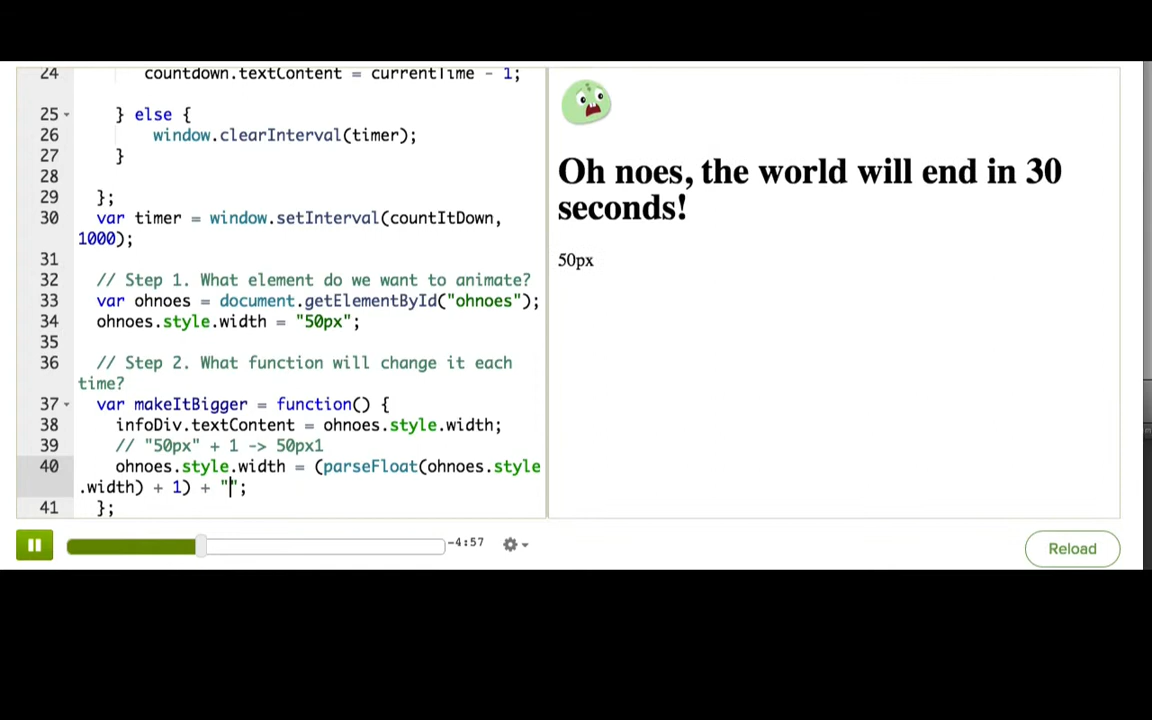 24 countdown.textContent = currentTime - 1;
25 } else {
26 window.clearInterval(timer);
27 }
28
29 };
30 var timer = window.setInterval(countItDown,
1000);
31
32 // Step 1. What element do we want to animate?
33 var ohnoes = document.getElementById("ohnoes");
34 ohnoes.style.width = "50px";
35
36 // Step 2. What function will change it each
time?
37 var makeItBigger = function() {
38 infoDiv.textContent = ohnoes.style.width;
39 // "50px" + 1 -> 50px1
40 ohnoes.style.width = (parseFloat(ohnoes.style
.width) + 1) + "";
41 };
Oh noes, the world will end in 30
seconds!
50px
-4:57
Reload